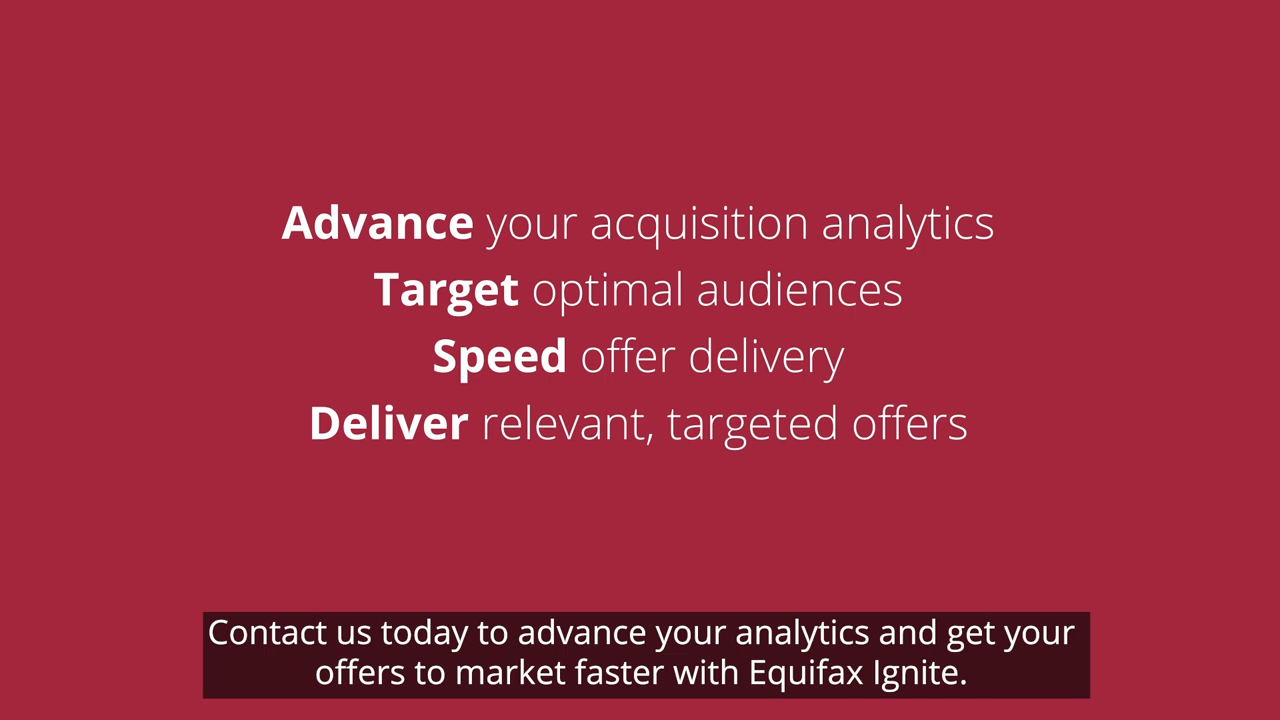 Advance your acquisition analytics
Target optimal audiences
Speed offer delivery
Deliver relevant, targeted offers
Contact us today to advance your analytics and get your
offers to market faster with Equifax Ignite.